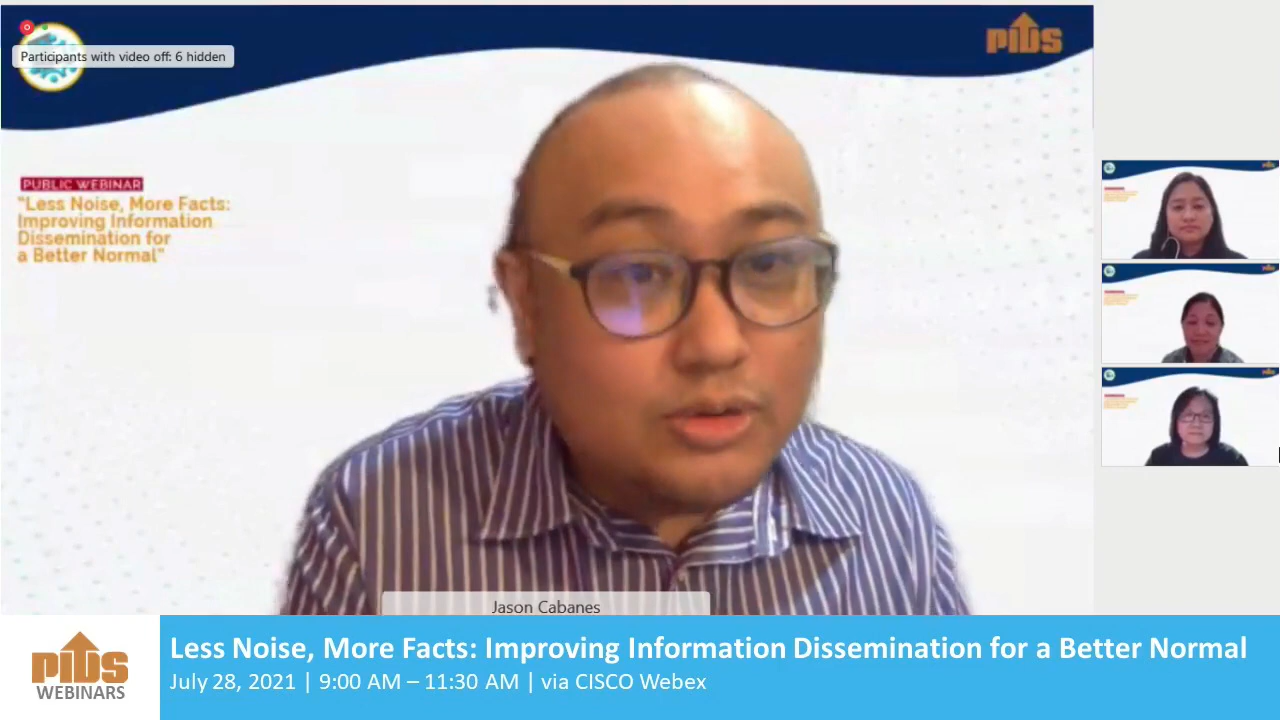 Participants with video off: 6 hidden
PIDS
PUBLIC WEBINAR
"Less Noise, More Facts:
Improving Information
Dissemination for
a Better Normal"
Jason Cabanes
PIDS
WEBINARS
Less Noise, More Facts: Improving Information Dissemination for a Better Normal
July 28, 2021 | 9:00 AM – 11:30 AM | via CISCO Webex